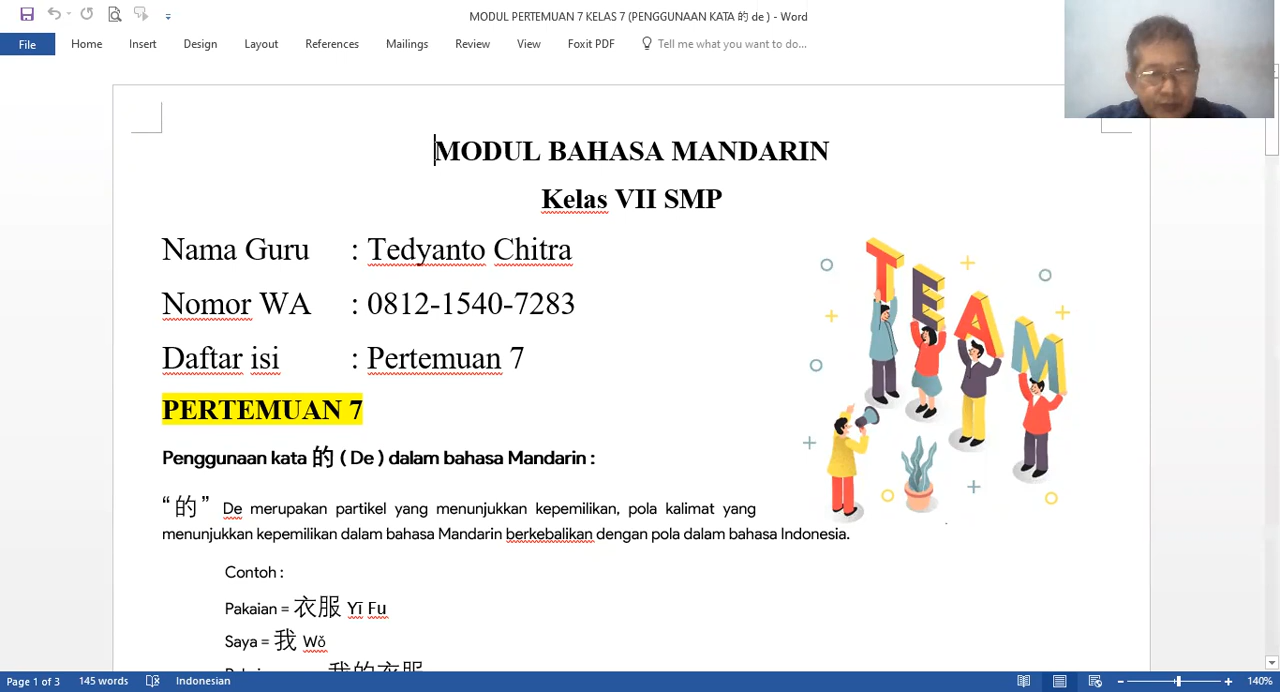 MODUL PERTEMUAN 7 KELAS 7 (PENGGUNAAN KATA 的 de ) - Word
File Home Insert Design Layout References Mailings Review View Foxit PDF Tell me what you want to do...
MODUL BAHASA MANDARIN
Kelas VII SMP
Nama Guru : Tedyanto Chitra
Nomor WA : 0812-1540-7283
Daftar isi : Pertemuan 7
TEAM
PERTEMUAN 7
Penggunaan kata 的 ( De ) dalam bahasa Mandarin :
“ 的 ” De merupakan partikel yang menunjukkan kepemilikan, pola kalimat yang
menunjukkan kepemilikan dalam bahasa Mandarin berkebalikan dengan pola dalam bahasa Indonesia.
Contoh :
Pakaian = 衣服 Yī Fu
Saya = 我 Wǒ
我的衣服
Page 1 of 3 145 words Indonesian 140%